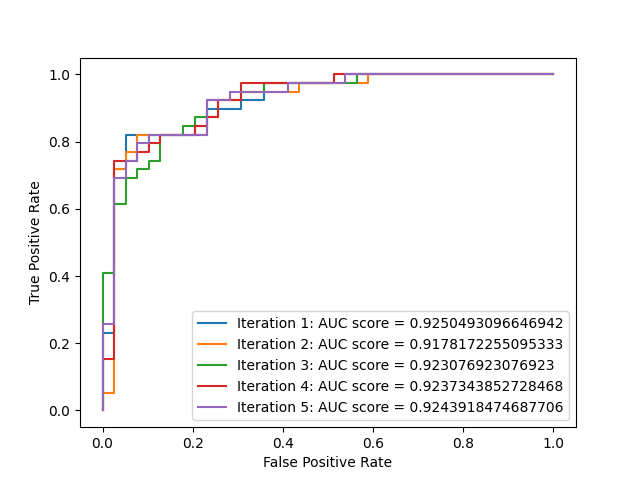 1.0
0.8
0.6
0.4
0.2
0.0
True Positive Rate
Iteration 1: AUC score = 0.9250493096646942
Iteration 2: AUC score = 0.9178172255095333
Iteration 3: AUC score = 0.923076923076923
Iteration 4: AUC score = 0.9237343852728468
Iteration 5: AUC score = 0.9243918474687706
0.0 0.2 0.4 0.6 0.8 1.0
False Positive Rate